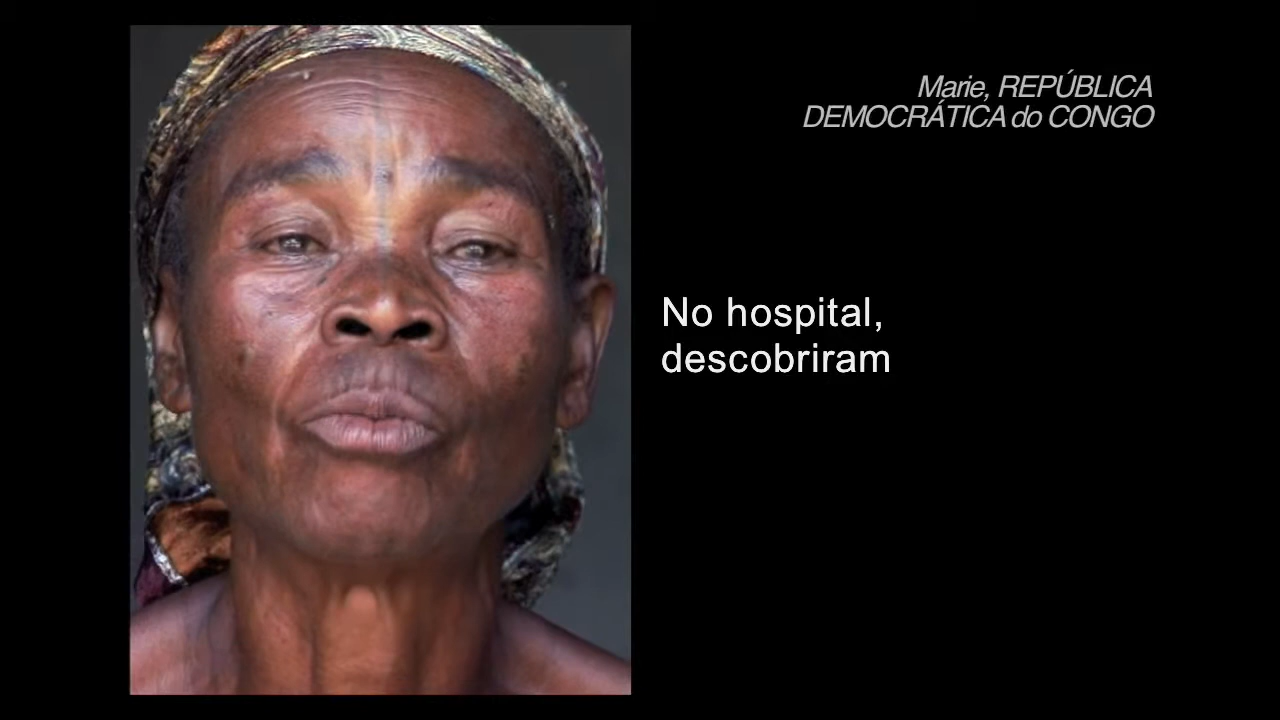 Marie, REPÚBLICA
DEMOCRÁTICA do CONGO
No hospital,
descobriram